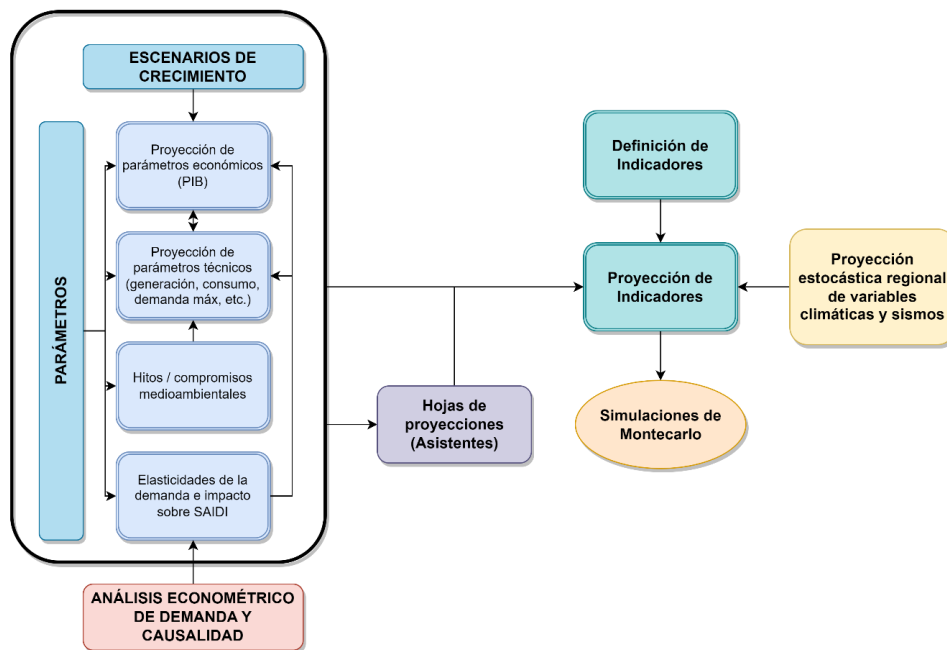 ESCENARIOS DE
CRECIMIENTO
PARÁMETROS
Proyección de
parámetros económicos
(PIB)
Proyección de
parámetros técnicos
(generación, consumo,
demanda máx, etc.)
Hitos / compromisos
medioambientales
Elasticidades de la
demanda e impacto
sobre SAIDI
ANÁLISIS ECONOMÉTRICO
DE DEMANDA Y
CAUSALIDAD
Hojas de
proyecciones
(Asistentes)
Definición de
Indicadores
Proyección de
Indicadores
Simulaciones de
Montecarlo
Proyección
estocástica regional
de variables
climáticas y sismos